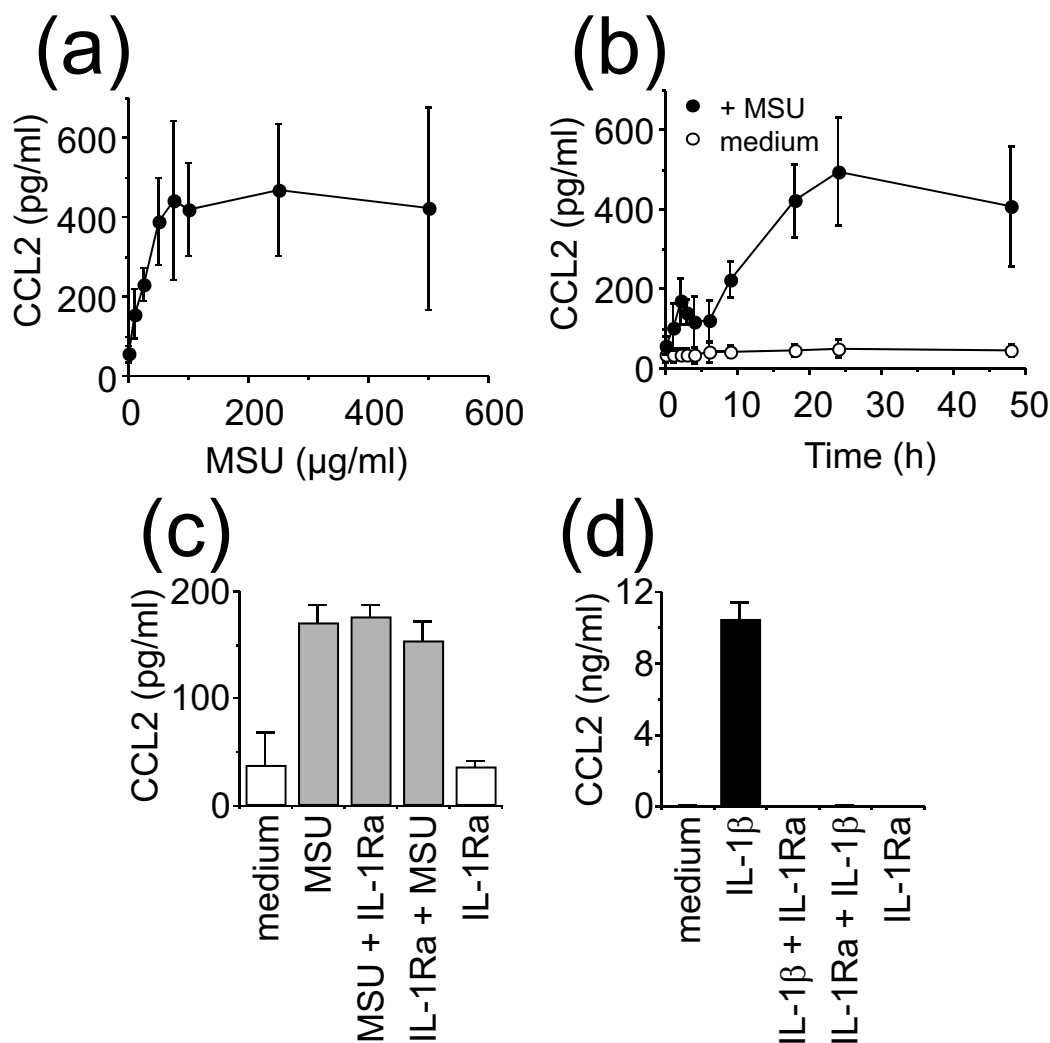 (a)
CCL2 (pg/ml)
600
400
200
0
0 200 400 600
MSU (µg/ml)
(b)
CCL2 (pg/ml)
600
400
200
0
+ MSU
medium
0 10 20 30 40 50
Time (h)
(c)
CCL2 (pg/ml)
200
100
0
medium
MSU
MSU + IL-1Ra
IL-1Ra + MSU
IL-1Ra
(d)
CCL2 (ng/ml)
12
8
4
0
medium
IL-1β
IL-1β + IL-1Ra
IL-1Ra + IL-1β
IL-1Ra